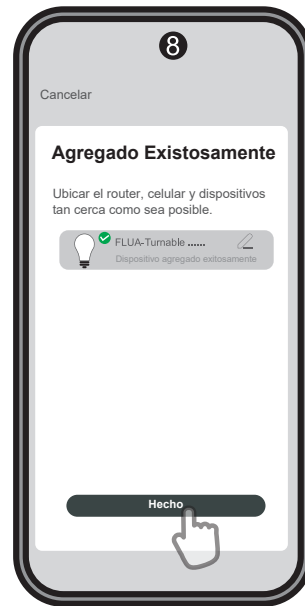 8
Cancelar
Agregado Existosamente
Ubicar el router, celular y dispositivos
tan cerca como sea posible.
FLUA-Turnable ......
Dispositivo agregado exitosamente
Hecho